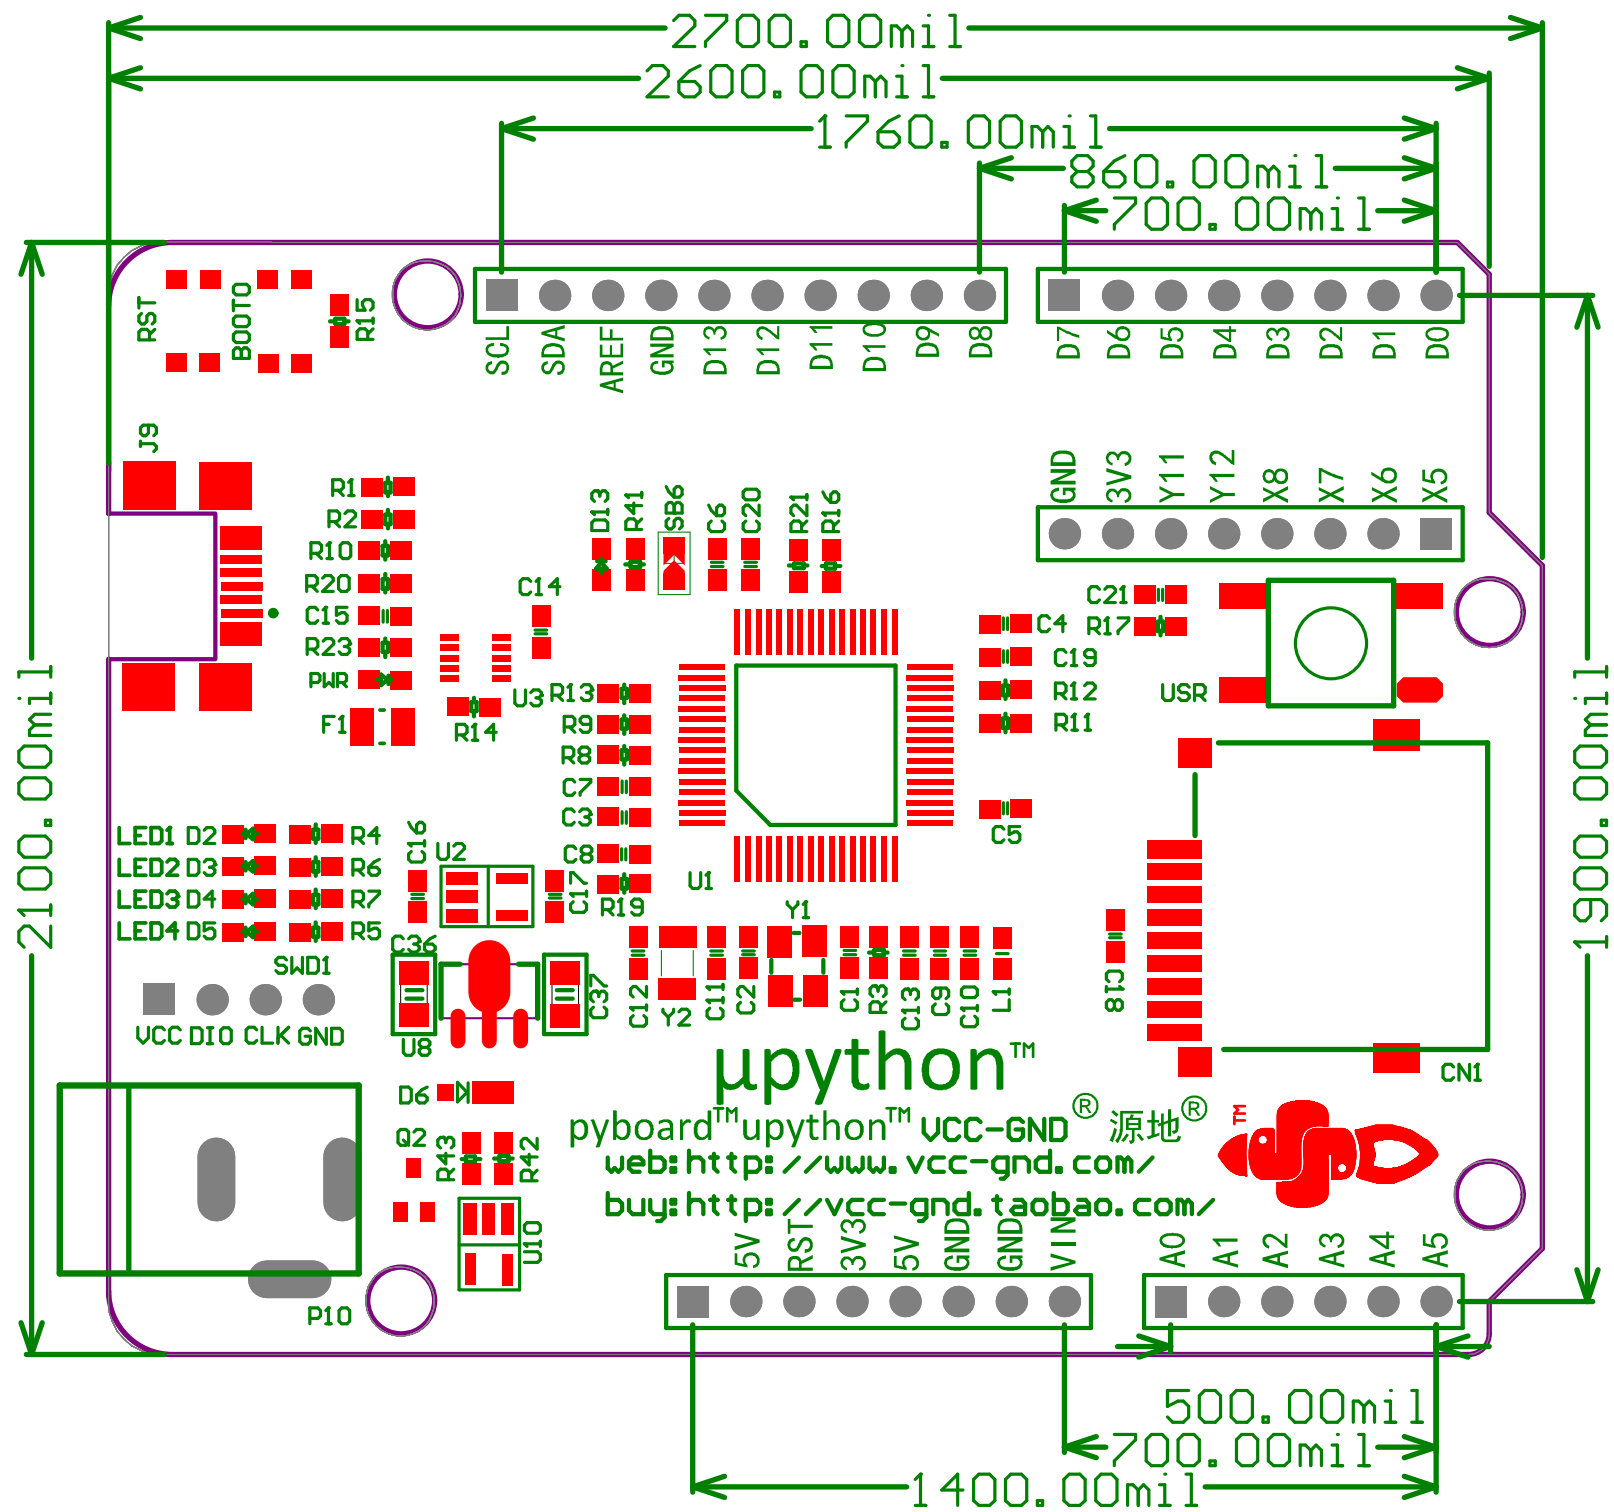 2700.00mil
2600.00mil
1760.00mil
860.00mil
700.00mil
RST
BOOT0
R15
SCL SDA AREF GND D13 D12 D11 D10 D9 D8
D7 D6 D5 D4 D3 D2 D1 D0
J9
GND 3V3 Y11 Y12 X8 X7 X6 X5
R1
R2
R10
R20
C15
R23
PWR
F1
D13 R41 SB6 C6 C20 R21 R16
C14
U3
R14
R13
R9
R8
C7
C3
C8
R19
C4
C19
R12
R11
C5
C21
R17
USR
2100.00mil
1900.00mil
LED1 D2 R4
LED2 D3 R6
LED3 D4 R7
LED4 D5 R5
C16
U2
C17
U1
Y1
C36
SWD1
C37
C12
Y2
C11
C2
C1
R3
C13
C9
C10
L1
C18
VCC DIO CLK GND
U8
µpython™
CN1
D6
pyboard™upython™ VCC-GND® 源地®
TM
Q2
R43
R42
web:http://www.vcc-gnd.com/
buy:http://vcc-gnd.taobao.com/
U10
5V RST 3V3 5V GND GND VIN
A0 A1 A2 A3 A4 A5
P10
500.00mil
700.00mil
1400.00mil